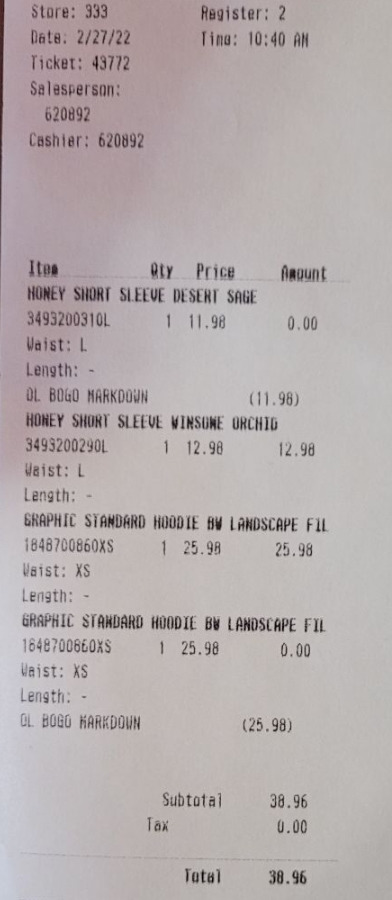 Store: 333 Register: 2
Date: 2/27/22 Time: 10:40 AM
Ticket: 43772
Salesperson:
620892
Cashier: 620892
Item Qty Price Amount
HONEY SHORT SLEEVE DESERT SAGE
3493200310L 1 11.98 0.00
Waist: L
Length: -
OL BOGO MARKDOWN (11.98)
HONEY SHORT SLEEVE WINSOME ORCHID
3493200290L 1 12.98 12.98
Waist: L
Length: -
GRAPHIC STANDARD HOODIE BW LANDSCAPE FIL
1848700860XS 1 25.98 25.98
Waist: XS
Length: -
GRAPHIC STANDARD HOODIE BW LANDSCAPE FIL
1848700860XS 1 25.98 0.00
Waist: XS
Length: -
OL BOGO MARKDOWN (25.98)
Subtotal 38.96
Tax 0.00
Total 38.96